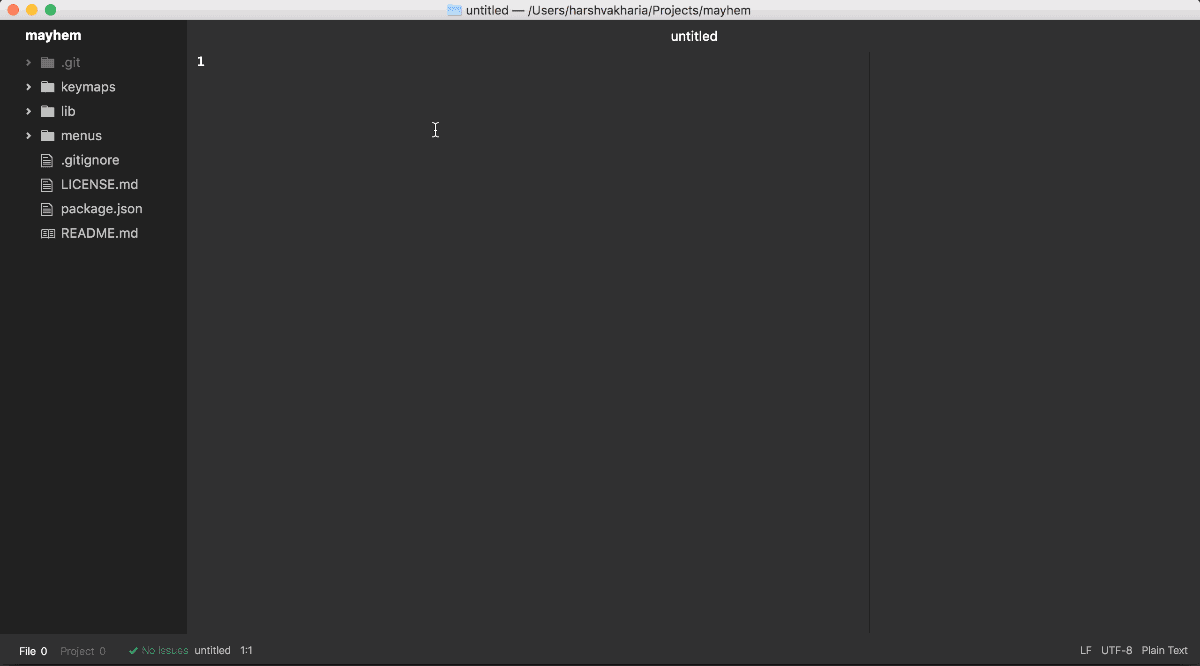 untitled — /Users/harshvakharia/Projects/mayhem
mayhem
untitled
.git
1
keymaps
lib
menus
.gitignore
LICENSE.md
package.json
README.md
File 0 Project 0 No Issues untitled 1:1 LF UTF-8 Plain Text